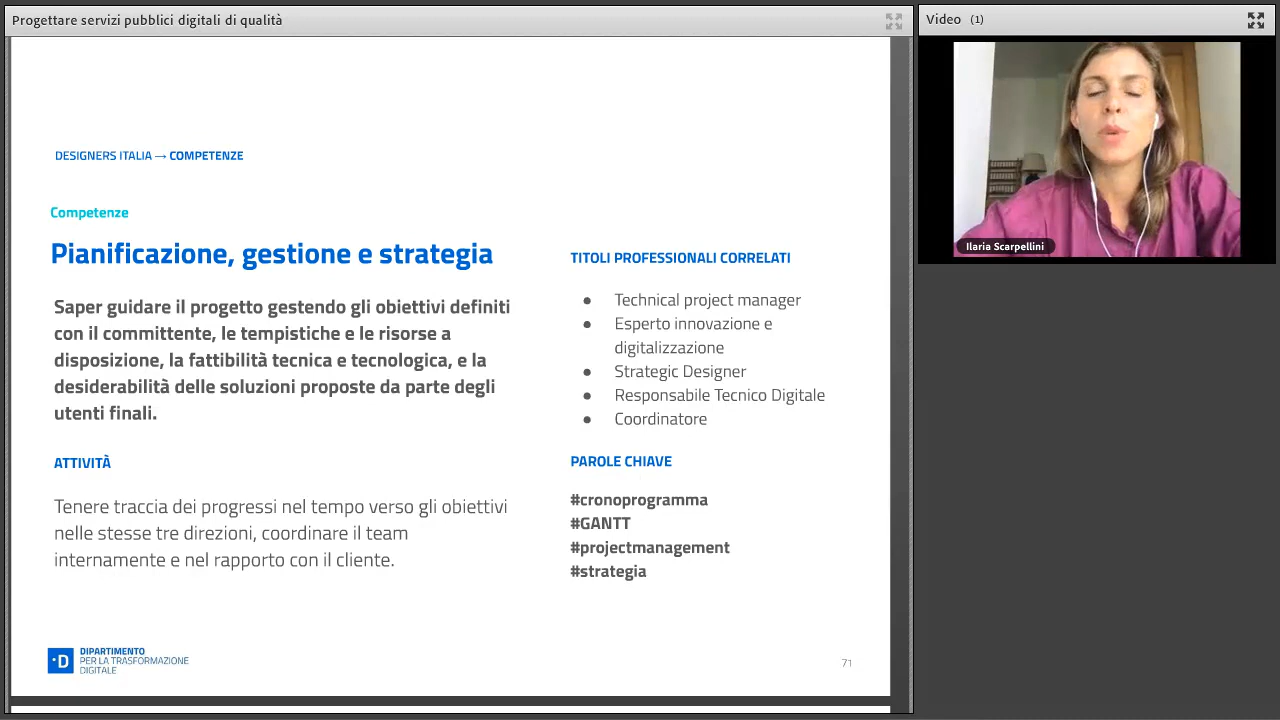 Progettare servizi pubblici digitali di qualità
Video (1)
Ilaria Scarpellini
DESIGNERS ITALIA → COMPETENZE
Competenze
Pianificazione, gestione e strategia
Saper guidare il progetto gestendo gli obiettivi definiti
con il committente, le tempistiche e le risorse a
disposizione, la fattibilità tecnica e tecnologica, e la
desiderabilità delle soluzioni proposte da parte degli
utenti finali.
ATTIVITÀ
Tenere traccia dei progressi nel tempo verso gli obiettivi
nelle stesse tre direzioni, coordinare il team
internamente e nel rapporto con il cliente.
TITOLI PROFESSIONALI CORRELATI
● Technical project manager
● Esperto innovazione e
digitalizzazione
● Strategic Designer
● Responsabile Tecnico Digitale
● Coordinatore
PAROLE CHIAVE
#cronoprogramma
#GANTT
#projectmanagement
#strategia
·D
DIPARTIMENTO
PER LA TRASFORMAZIONE
DIGITALE
71